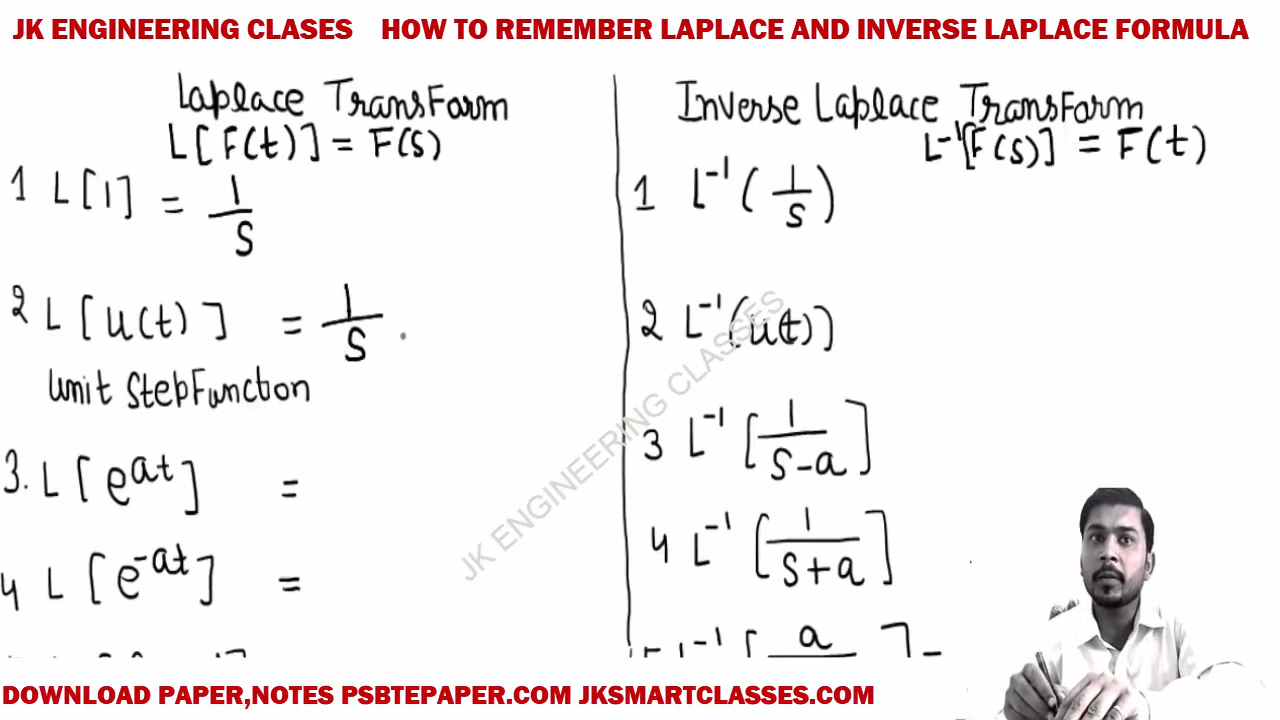 JK ENGINEERING CLASES HOW TO REMEMBER LAPLACE AND INVERSE LAPLACE FORMULA
Laplace TransForm
L[F(t)] = F(s)
1 L[1] = 1/S
2 L[u(t)] = 1/S
Unit StepFunction
3. L[e^at] =
4 L[e^-at] =
Inverse Laplace TransForm
L^-1[F(s)] = F(t)
1 L^-1(1/s)
2 L^-1(ut)]
3 L^-1[1/s-a]
4 L^-1[1/s+a]
JK ENGINEERING CLASSES
DOWNLOAD PAPER,NOTES PSBTEPAPER.COM JKSMARTCLASSES.COM